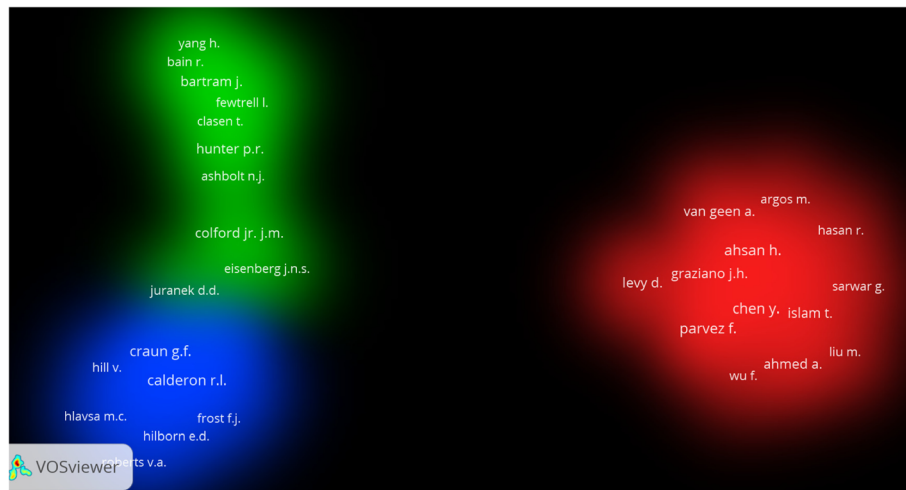 yang h.
bain r.
bartram j.
fewtrell l.
clasen t.
hunter p.r.
ashbolt n.j.
colford jr. j.m.
eisenberg j.n.s.
juranek d.d.
craun g.f.
hill v.
calderon r.l.
hlavsa m.c.
frost f.j.
hilborn e.d.
roberts v.a.
VOSviewer
argos m.
van geen a.
hasan r.
ahsan h.
graziano j.h.
levy d.
sarwar g.
chen y.
islam t.
parvez f.
liu m.
ahmed a.
wu f.